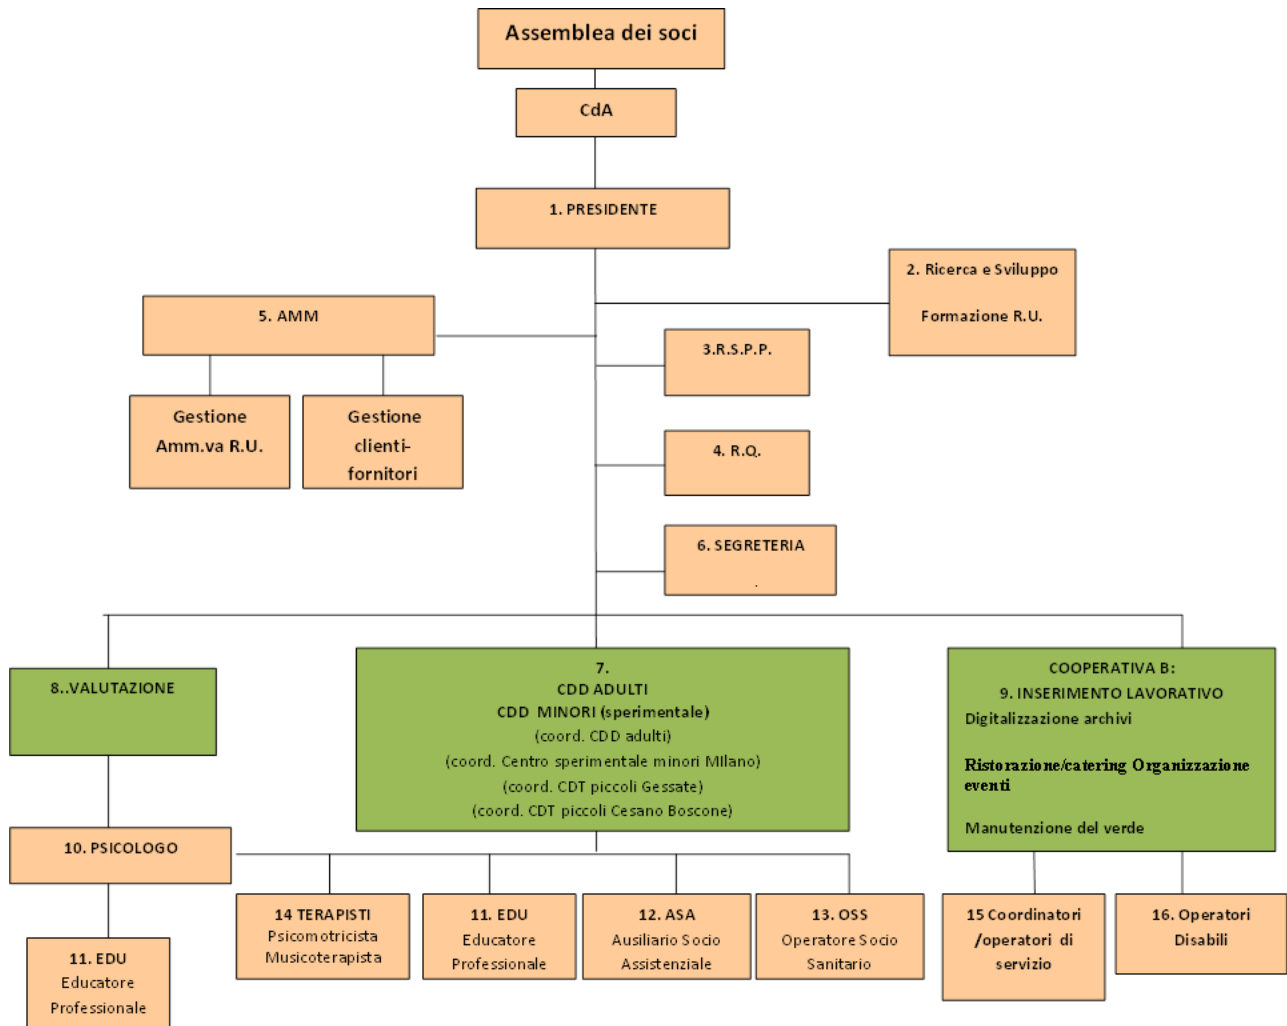 Assemblea dei soci
CdA
1. PRESIDENTE
2. Ricerca e Sviluppo
Formazione R.U.
5. AMM
3.R.S.P.P.
Gestione
Amm.va R.U.
Gestione
clienti-
fornitori
4. R.Q.
6. SEGRETERIA
.
8..VALUTAZIONE
7.
CDD ADULTI
CDD MINORI (sperimentale)
(coord. CDD adulti)
(coord. Centro sperimentale minori MIlano)
(coord. CDT piccoli Gessate)
(coord. CDT piccoli Cesano Boscone)
COOPERATIVA B:
9. INSERIMENTO LAVORATIVO
Digitalizzazione archivi
Ristorazione/catering Organizzazione
eventi
Manutenzione del verde
10. PSICOLOGO
11. EDU
Educatore
Professionale
14 TERAPISTI
Psicomotricista
Musicoterapista
11. EDU
Educatore
Professionale
12. ASA
Ausiliario Socio
Assistenziale
13. OSS
Operatore Socio
Sanitario
15 Coordinatori
/operatori di
servizio
16. Operatori
Disabili